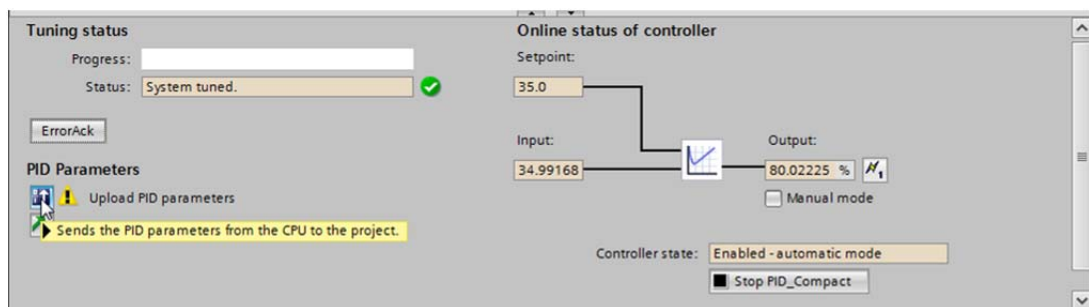 Tuning status
Progress:
Status: System tuned.
ErrorAck
PID Parameters
Upload PID parameters
Sends the PID parameters from the CPU to the project.
Online status of controller
Setpoint:
35.0
Input:
34.99168
Output:
80.02225 %
Manual mode
Controller state: Enabled - automatic mode
Stop PID_Compact